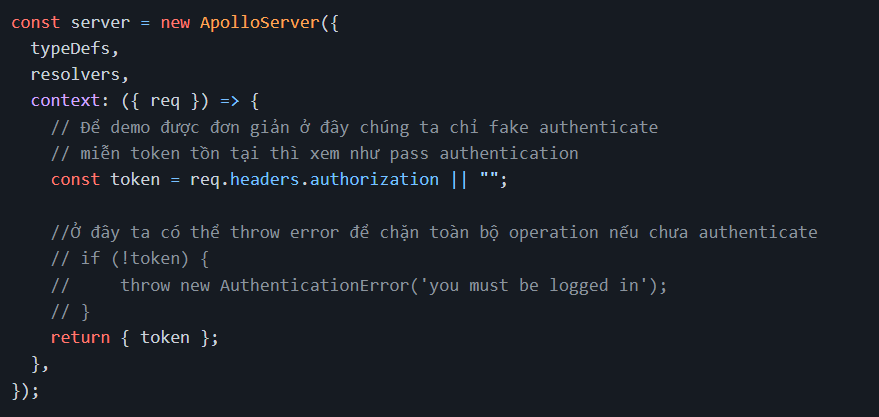 const server = new ApolloServer({
  typeDefs,
  resolvers,
  context: ({ req }) => {
    // Để demo được đơn giản ở đây chúng ta chỉ fake authenticate
    // miễn token tồn tại thì xem như pass authentication
    const token = req.headers.authorization || "";

    //Ở đây ta có thể throw error để chặn toàn bộ operation nếu chưa authenticate
    // if (!token) {
    //     throw new AuthenticationError('you must be logged in');
    // }
    return { token };
  },
});